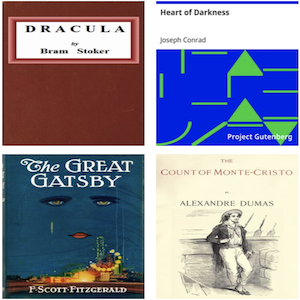 DRACULA
by
Bram Stoker
Heart of Darkness
Joseph Conrad
Project Gutenberg
The GREAT
GATSBY
F·SCOTT·FITZGERALD
THE
COUNT OF MONTE-CRISTO
ALEXANDRE DUMAS